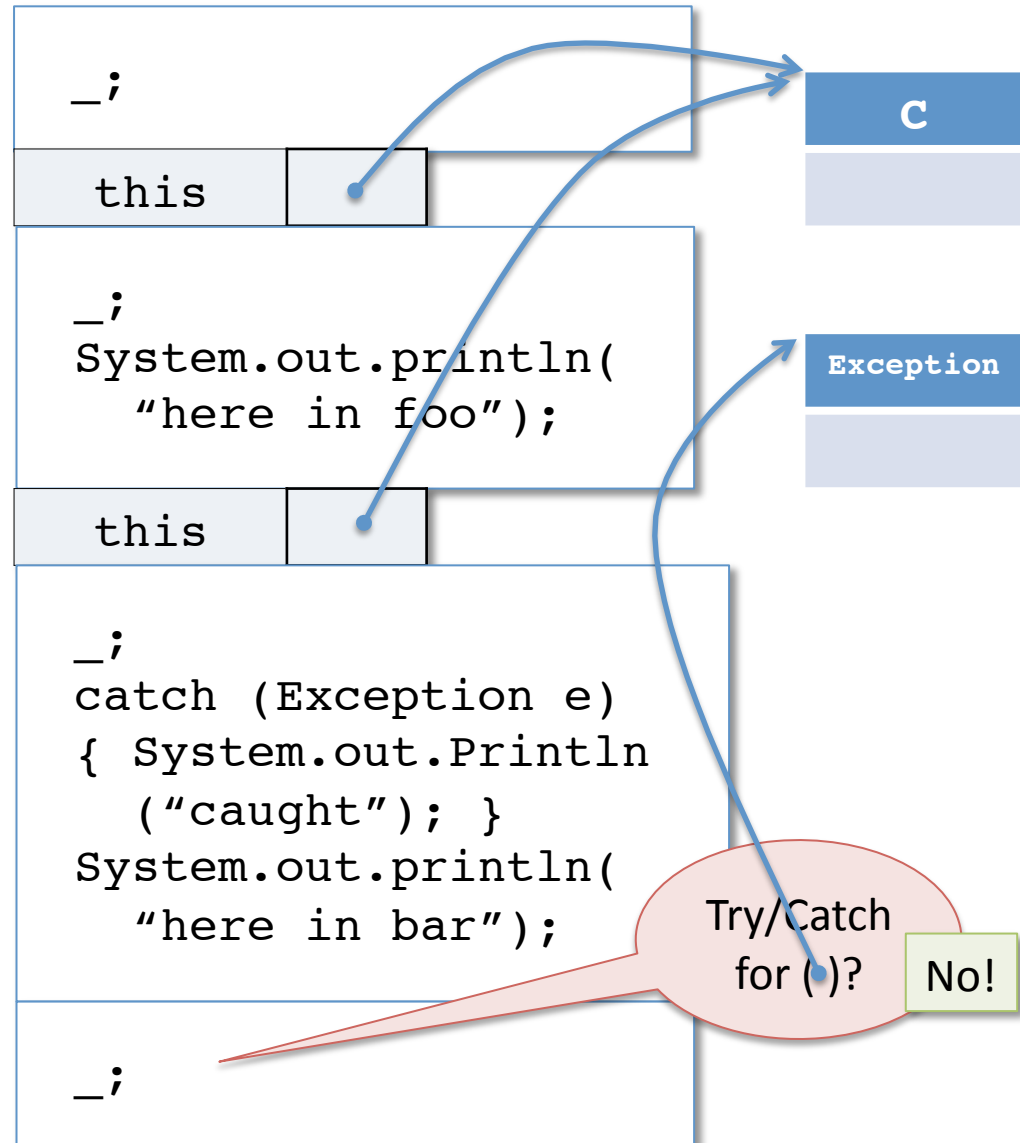 _;
C
this
_;
System.out.println(
“here in foo”);
Exception
this
_;
catch (Exception e)
{ System.out.Println
(“caught”); }
System.out.println(
“here in bar”);
Try/Catch
for ( )?
No!
_;